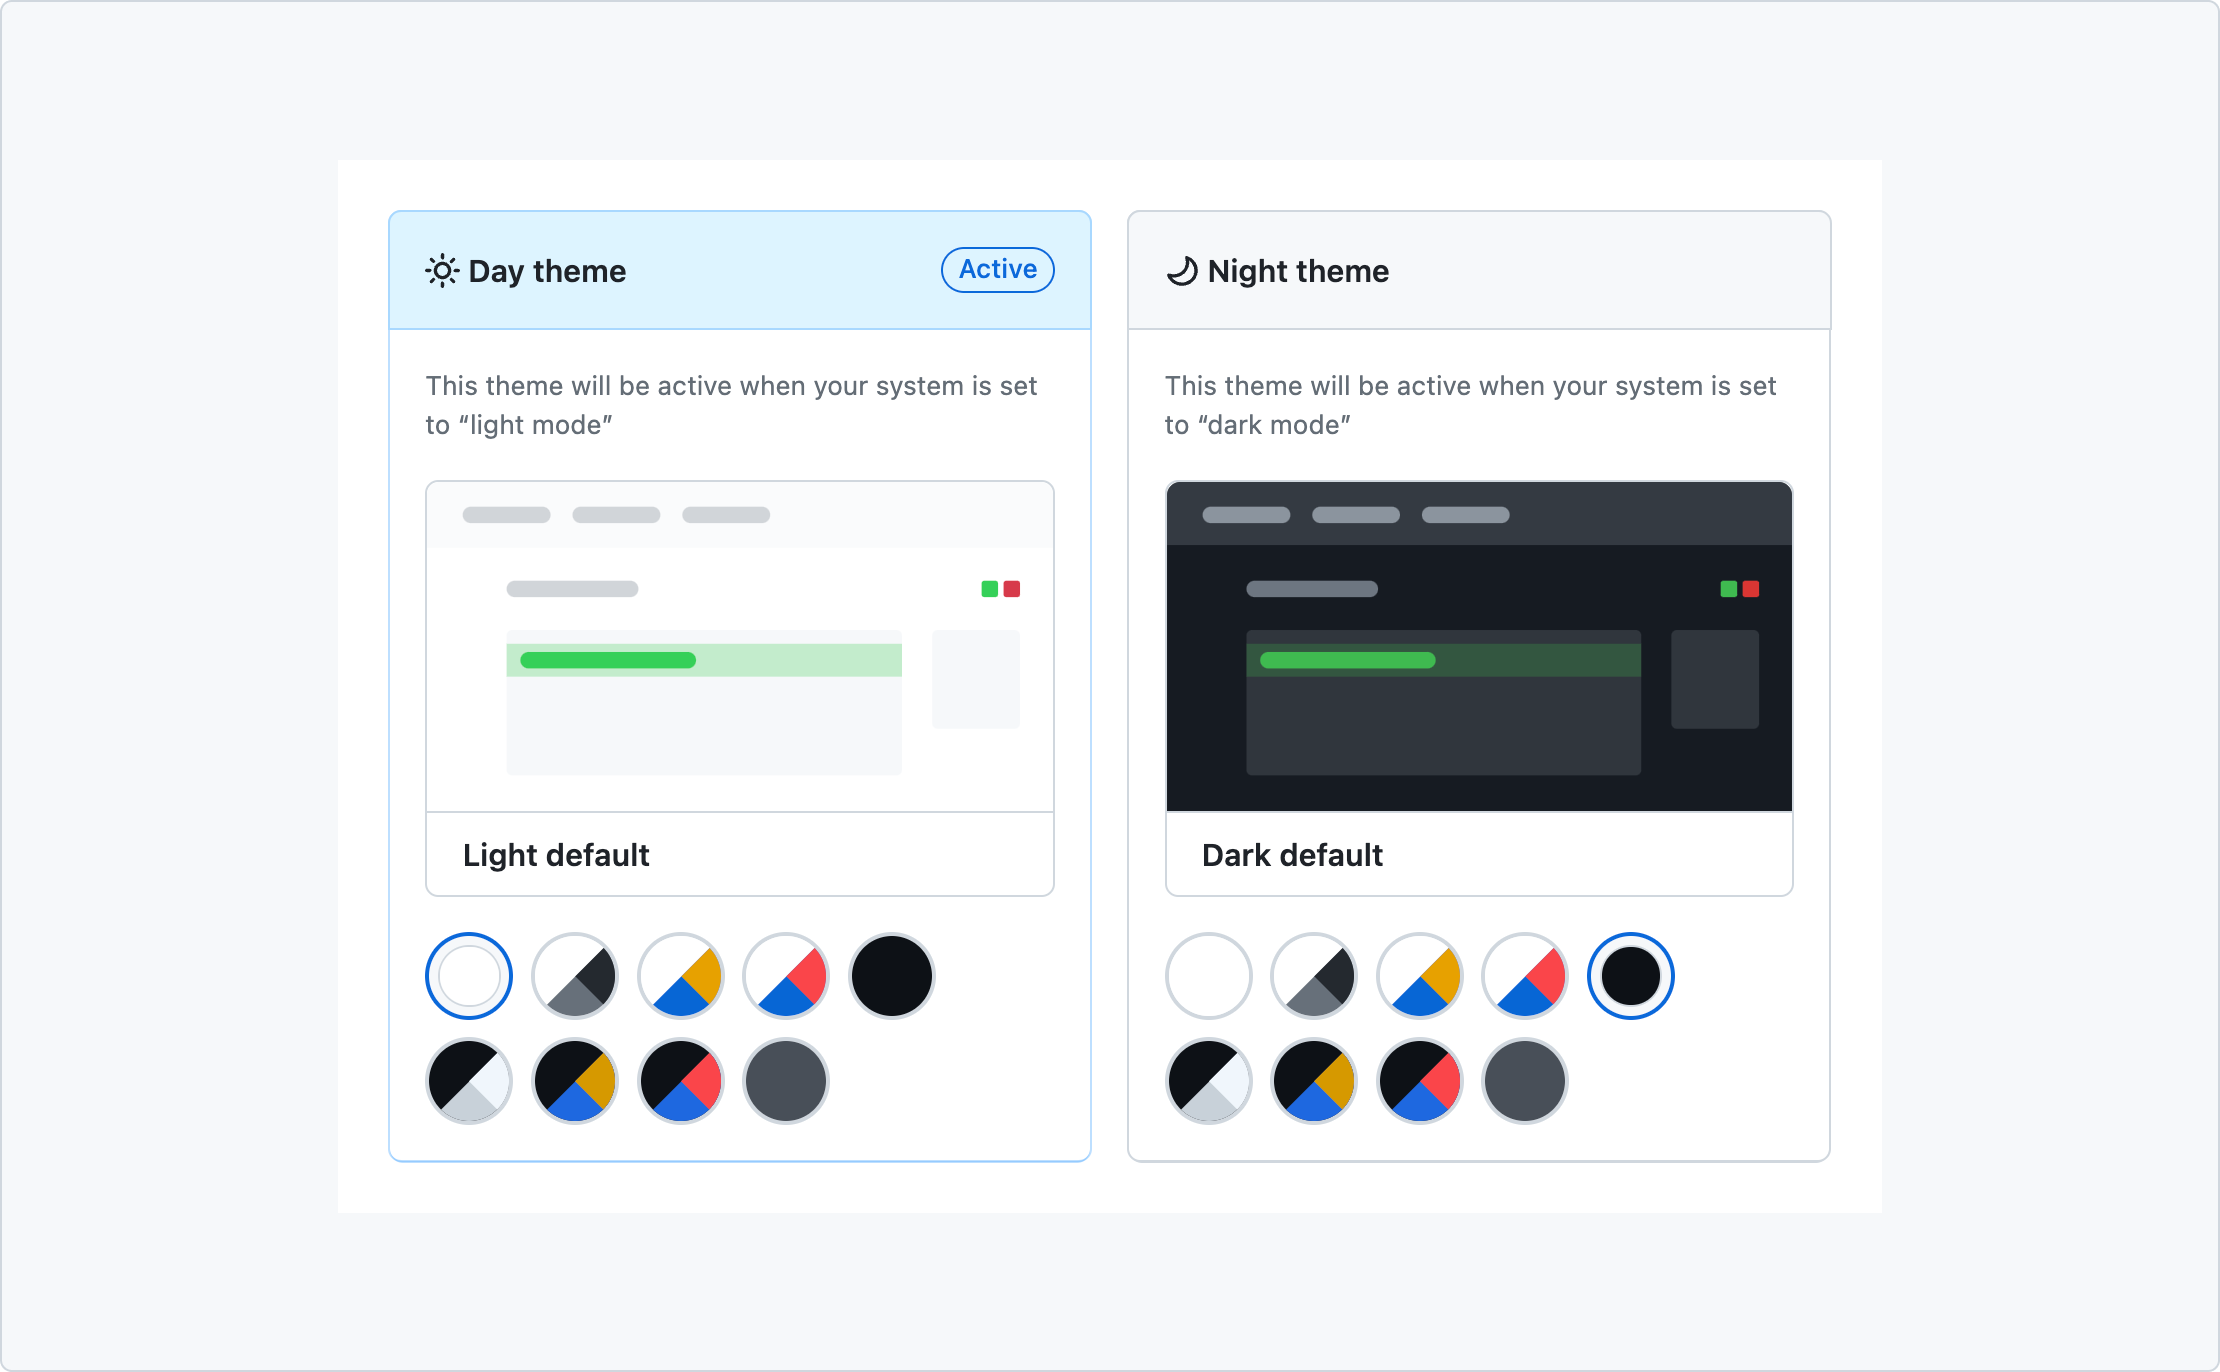 Day theme
Active
This theme will be active when your system is set
to “light mode”
Light default
Night theme
This theme will be active when your system is set
to “dark mode”
Dark default